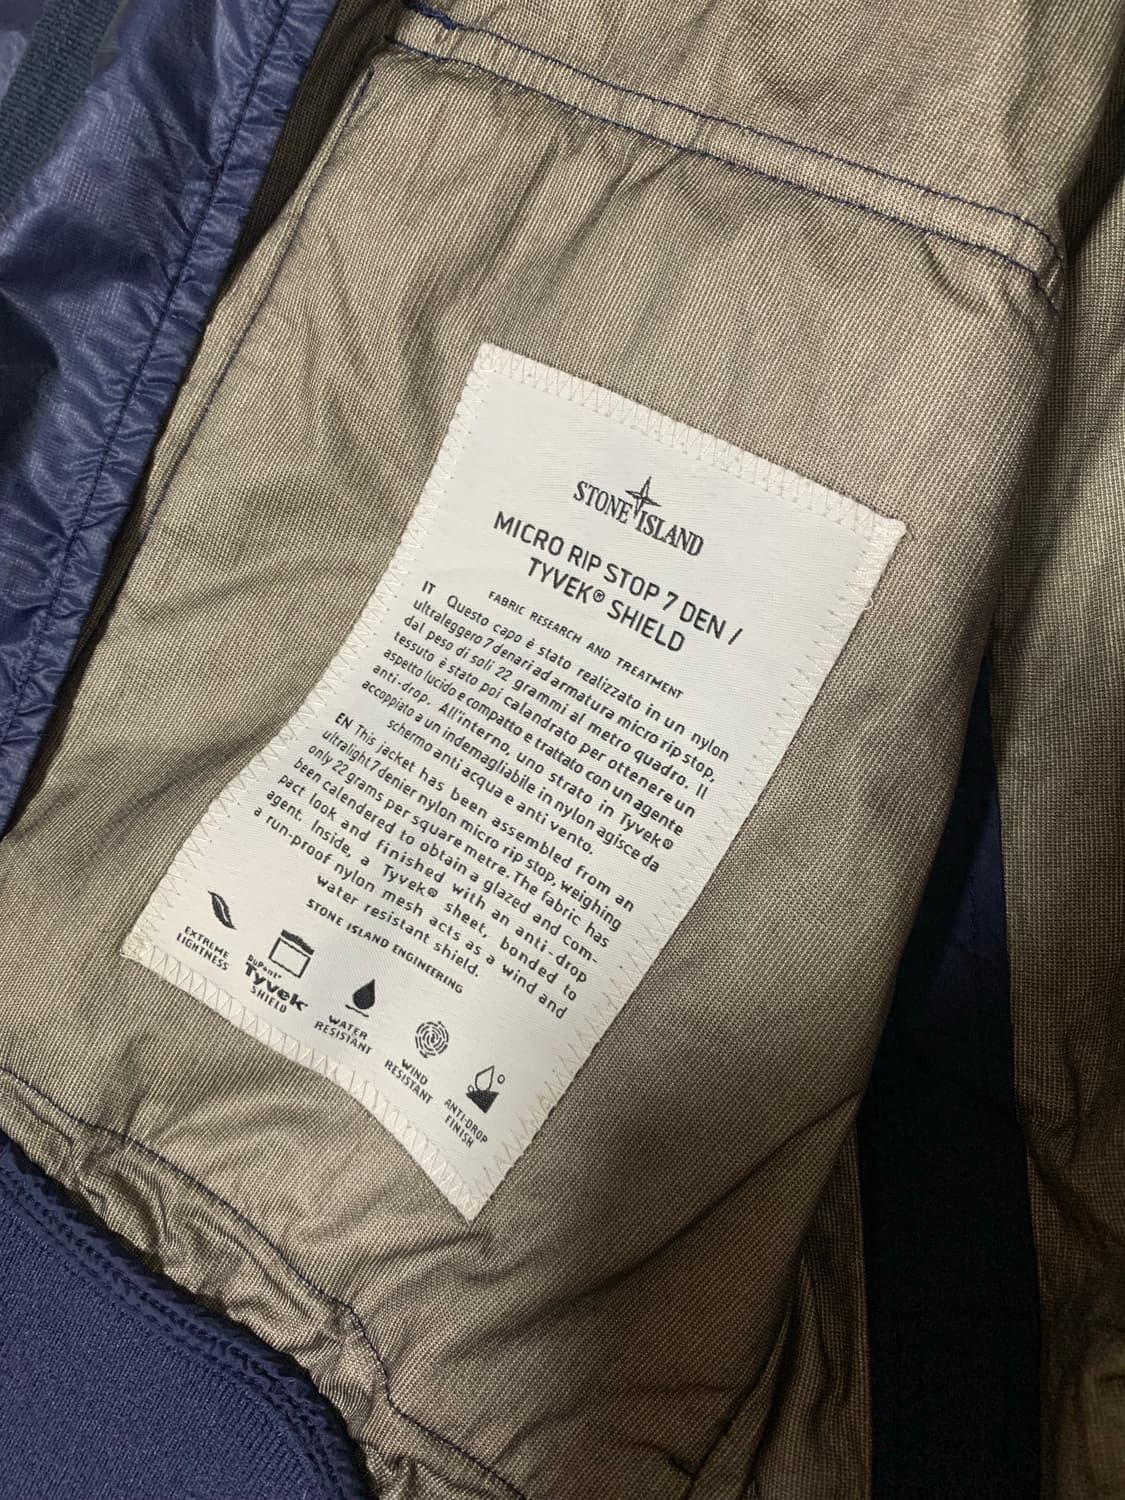 STONE ISLAND
MICRO RIP STOP 7 DEN /
TYVEK® SHIELD
FABRIC RESEARCH AND TREATMENT
IT Questo capo è stato realizzato in un nylon
ultraleggero 7 denari ad armatura micro rip stop,
dal peso di soli 22 grammi al metro quadro. Il
tessuto è stato poi calandrato per ottenere un
aspetto lucido e compatto e trattato con un agente
anti-drop. All'interno, uno strato in Tyvek®
accoppiato a un indemagliabile in nylon agisce da
schermo anti acqua e anti vento.
EN This jacket has been assembled from an
ultralight 7 denier nylon micro rip stop, weighing
only 22 grams per square metre. The fabric has
been calendered to obtain a glazed and com-
pact look and finished with an anti-drop
agent. Inside, a Tyvek® sheet, bonded to
a run-proof nylon mesh acts as a wind and
water resistant shield.
STONE ISLAND ENGINEERING
EXTREME
LIGHTNESS
DuPont™
Tyvek®
SHIELD
WATER
RESISTANT
WIND
RESISTANT
ANTI-DROP
FINISH